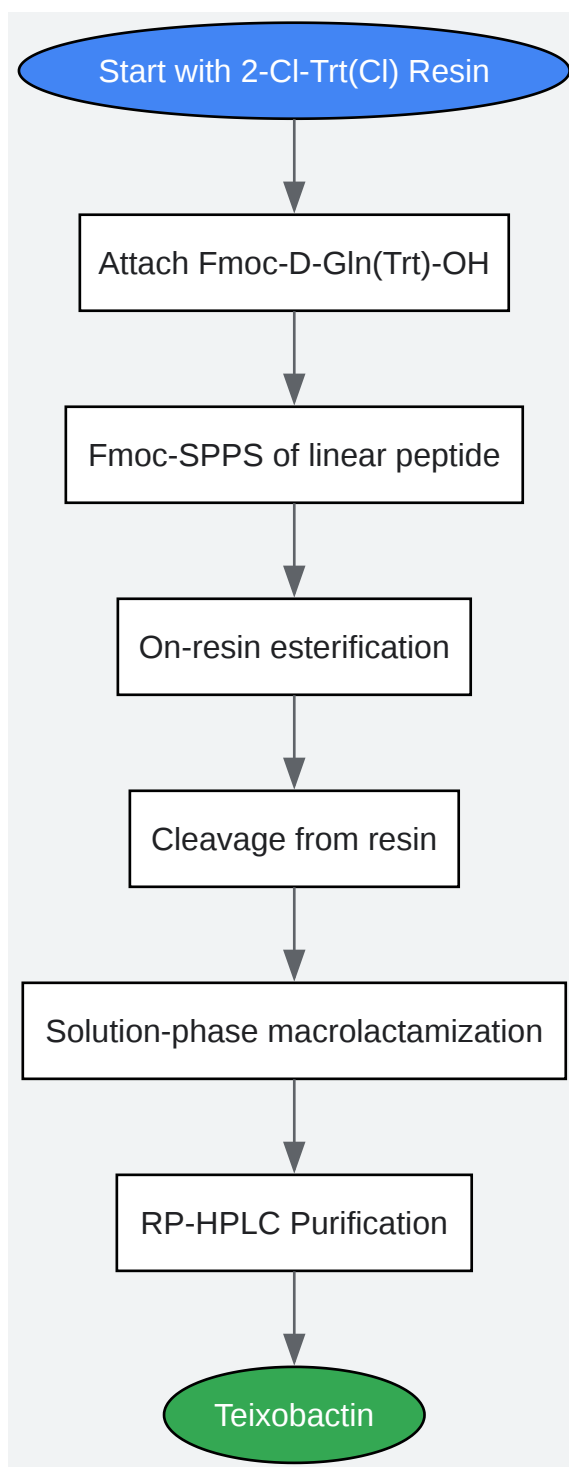 Start with 2-Cl-Trt(Cl) Resin
Attach Fmoc-D-Gln(Trt)-OH
Fmoc-SPPS of linear peptide
On-resin esterification
Cleavage from resin
Solution-phase macrolactamization
RP-HPLC Purification
Teixobactin